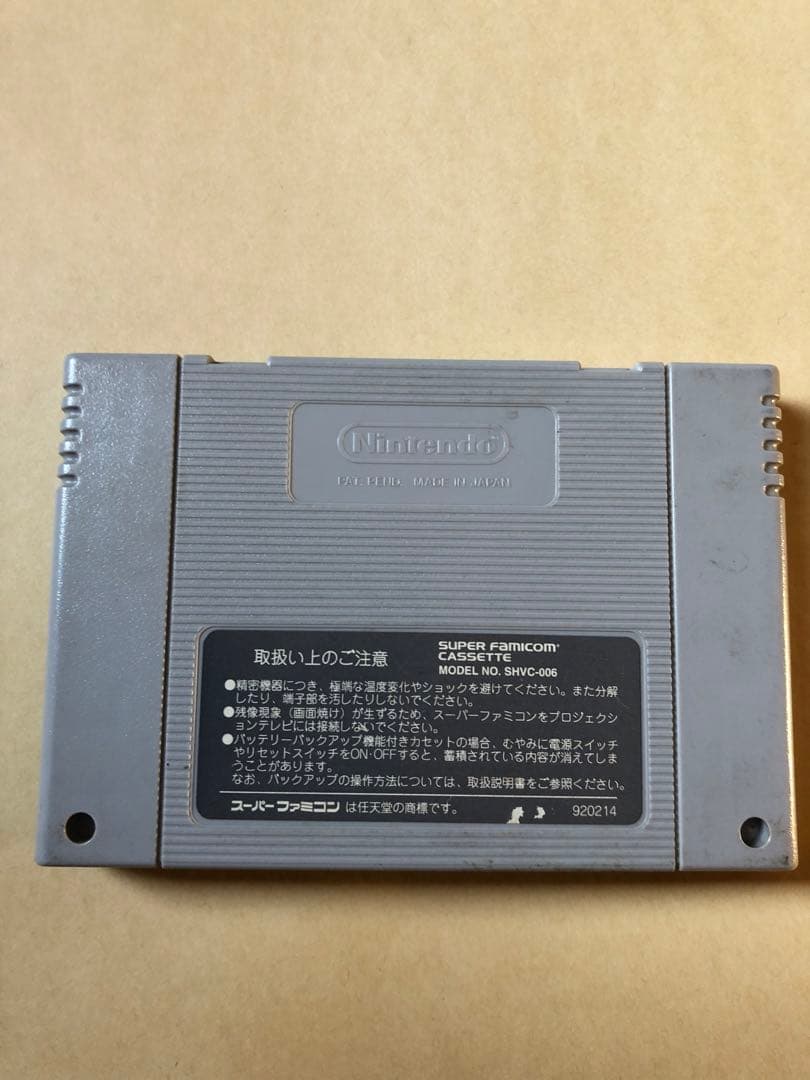 Nintendo
PAT. PEND. MADE IN JAPAN
取扱い上のご注意
SUPER FAMICOM
CASSETTE
MODEL NO. SHVC-006
●精密機器につき、極端な温度変化やショックを避けてください。また分解
したり、端子部を汚したりしないでください。
●残像現象(画面焼け)が生ずるため、スーパーファミコンをプロジェクシ
ョンテレビには接続しないでください。
●バッテリーバックアップ機能付きカセットの場合、むやみに電源スイッチ
やリセットスイッチをON・OFFすると、蓄積されている内容が消えてしま
うことがあります。
なお、バックアップの操作方法については、取扱説明書をご参照ください。
スーパーファミコン は任天堂の商標です。
920214